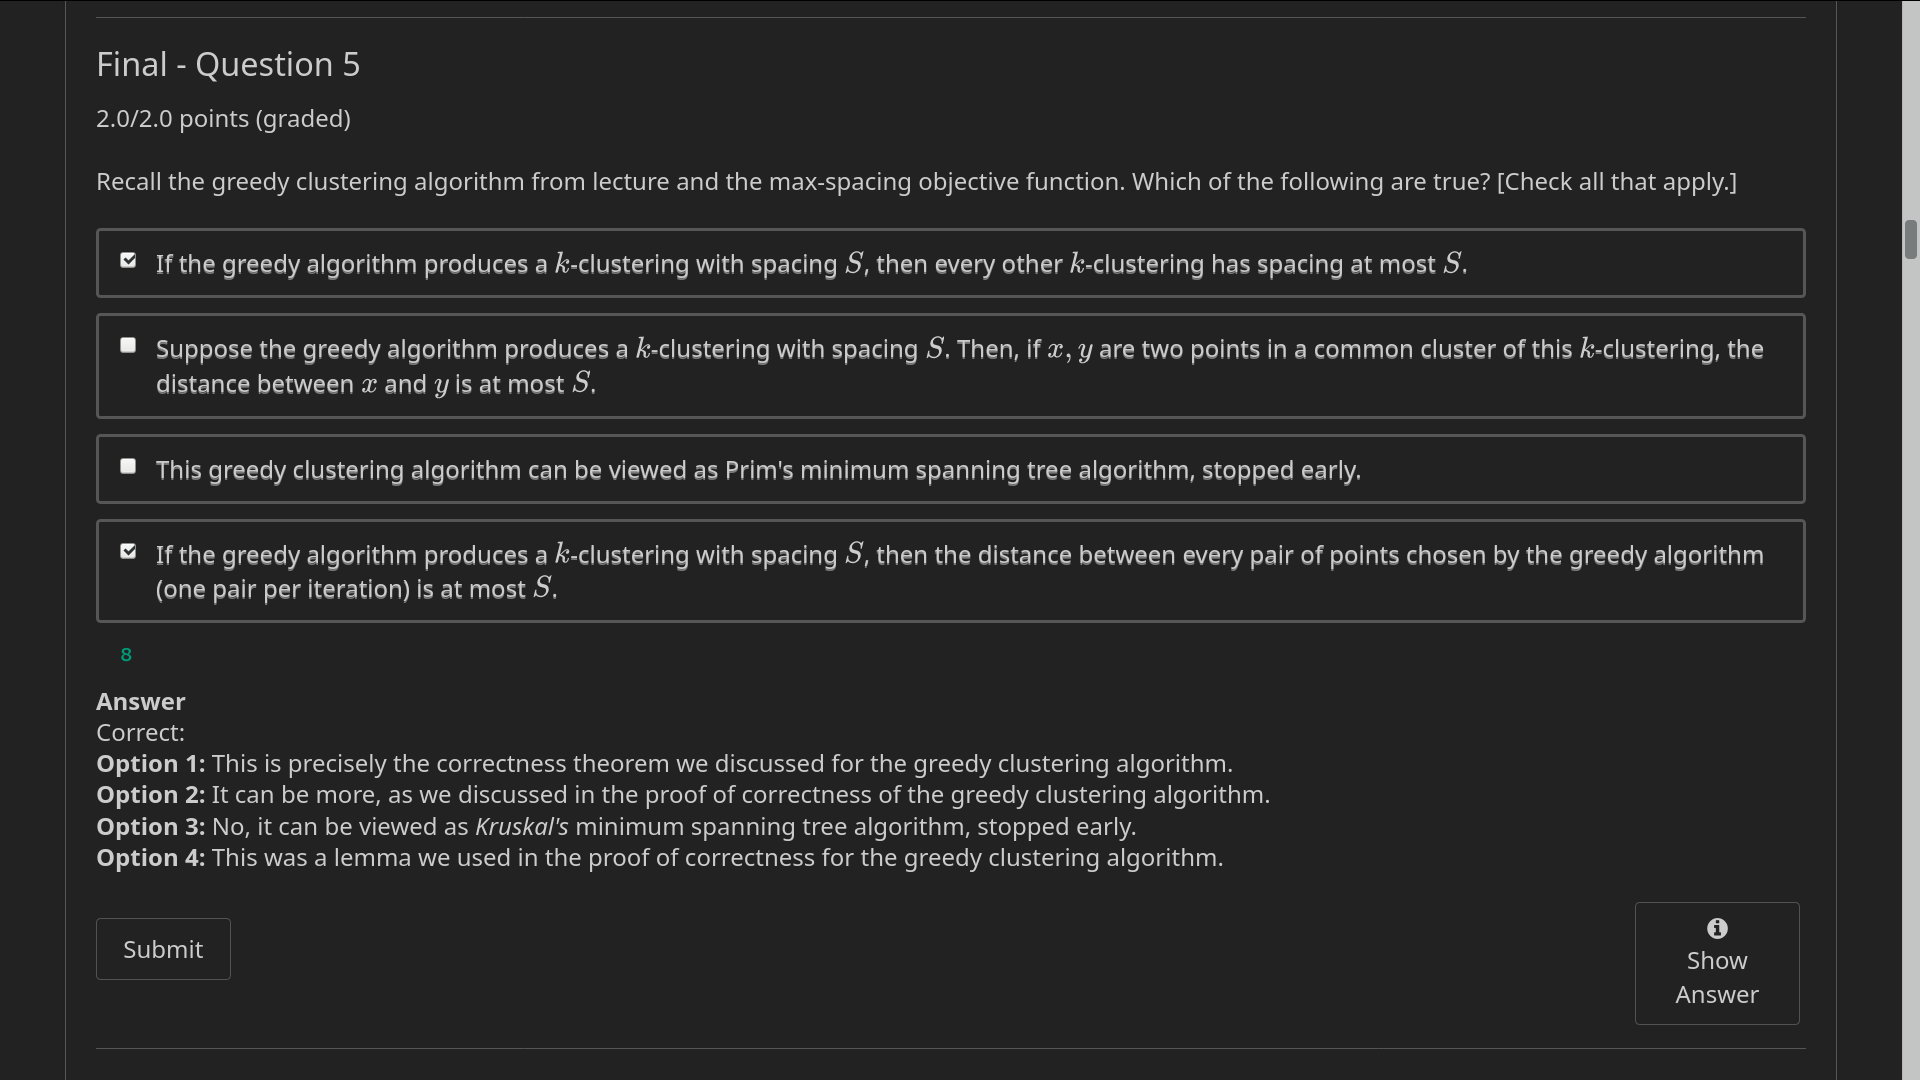 Final - Question 5
2.0/2.0 points (graded)
Recall the greedy clustering algorithm from lecture and the max-spacing objective function. Which of the following are true? [Check all that apply.]
If the greedy algorithm produces a k-clustering with spacing S, then every other k-clustering has spacing at most S.
Suppose the greedy algorithm produces a k-clustering with spacing S. Then, if x, y are two points in a common cluster of this k-clustering, the
distance between x and y is at most S.
This greedy clustering algorithm can be viewed as Prim's minimum spanning tree algorithm, stopped early.
If the greedy algorithm produces a k-clustering with spacing S, then the distance between every pair of points chosen by the greedy algorithm
(one pair per iteration) is at most S.
8
Answer
Correct:
Option 1: This is precisely the correctness theorem we discussed for the greedy clustering algorithm.
Option 2: It can be more, as we discussed in the proof of correctness of the greedy clustering algorithm.
Option 3: No, it can be viewed as Kruskal's minimum spanning tree algorithm, stopped early.
Option 4: This was a lemma we used in the proof of correctness for the greedy clustering algorithm.
Submit
Show
Answer